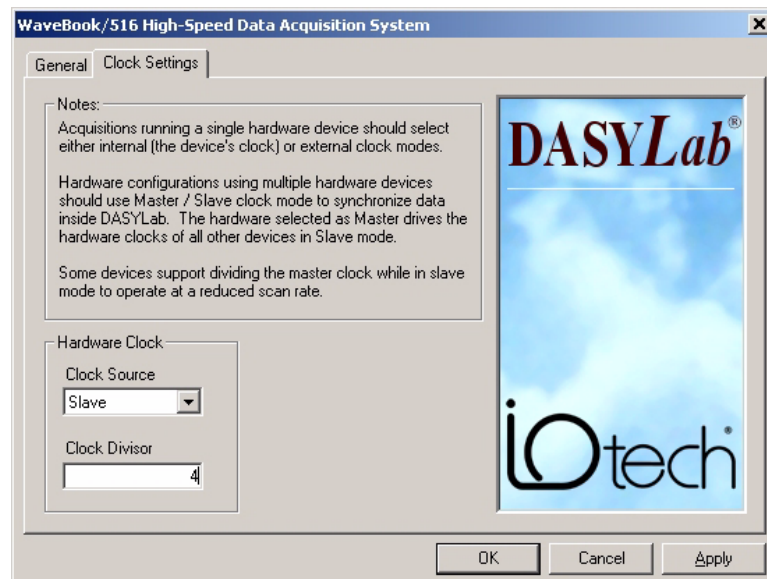 WaveBook/516 High-Speed Data Acquisition System
General
Clock Settings
Notes:
Acquisitions running a single hardware device should select
either internal (the device's clock) or external clock modes.
Hardware configurations using multiple hardware devices
should use Master / Slave clock mode to synchronize data
inside DASYLab. The hardware selected as Master drives the
hardware clocks of all other devices in Slave mode.
Some devices support dividing the master clock while in slave
mode to operate at a reduced scan rate.
DASYLab®
Hardware Clock
Clock Source
Slave
Clock Divisor
4
iOtech®
OK
Cancel
Apply